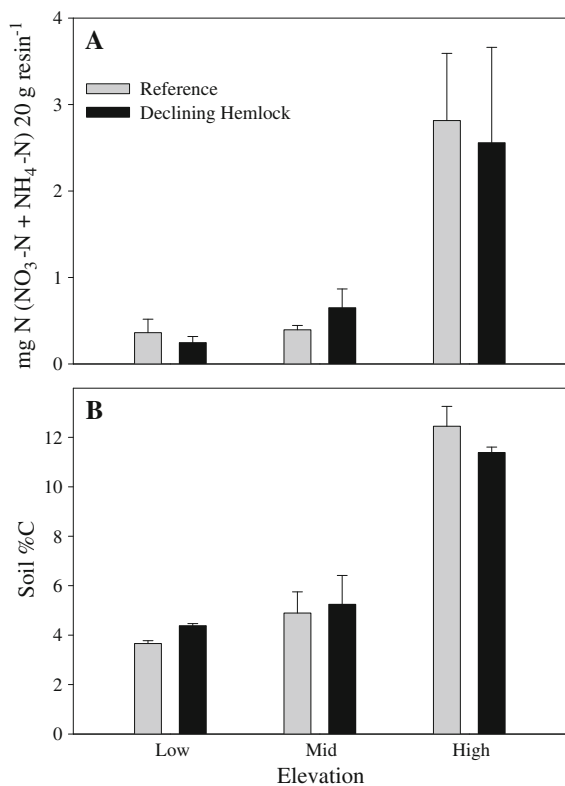 A
Reference
Declining Hemlock
4
3
2
1
0
mg N (NO₃-N + NH₄-N) 20 g resin⁻¹
B
12
10
8
6
4
2
0
Soil %C
Low Mid High
Elevation